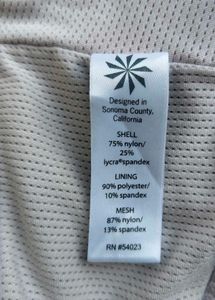 Designed in
Sonoma County,
California
SHELL
75% nylon/
25%
lycra®spandex
LINING
90% polyester/
10% spandex
MESH
87% nylon/
13% spandex
RN #54023